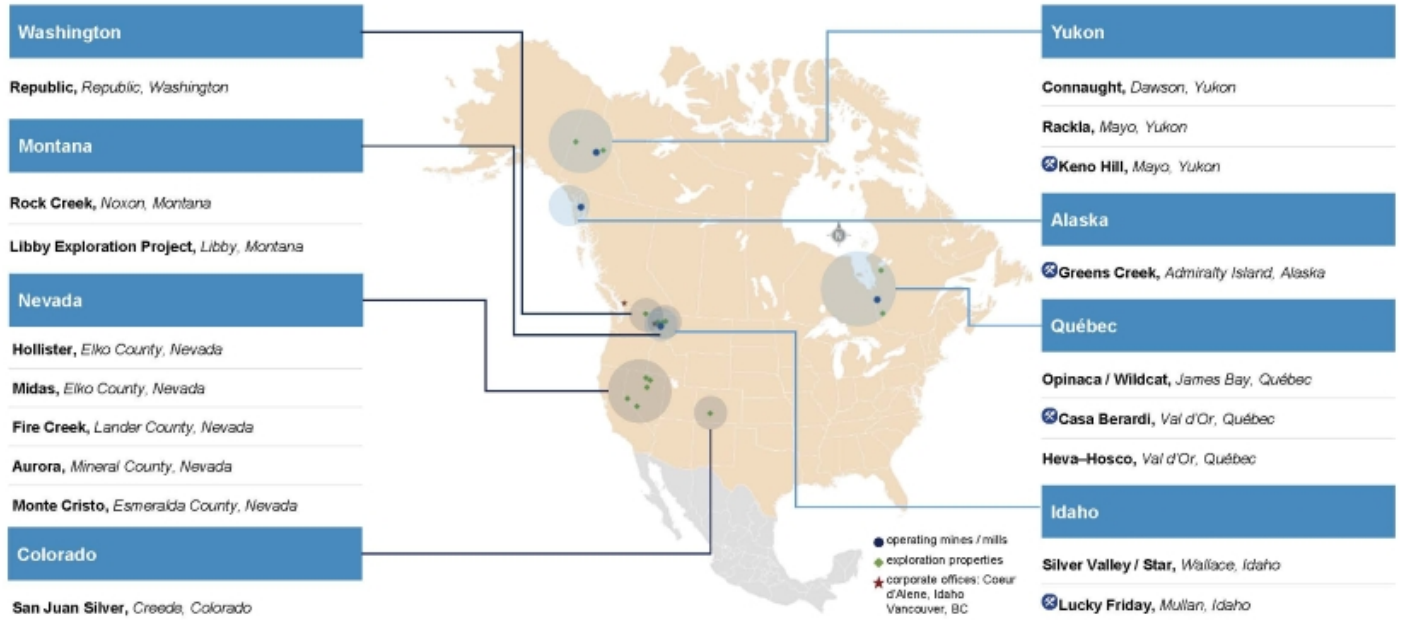 Washington
Republic, Republic, Washington
Montana
Rock Creek, Noxon, Montana
Libby Exploration Project, Libby, Montana
Nevada
Hollister, Elko County, Nevada
Midas, Elko County, Nevada
Fire Creek, Lander County, Nevada
Aurora, Mineral County, Nevada
Monte Cristo, Esmeralda County, Nevada
Colorado
San Juan Silver, Creede, Colorado
N
operating mines / mills
exploration properties
corporate offices: Coeur
d'Alene, Idaho
Vancouver, BC
Yukon
Connaught, Dawson, Yukon
Rackla, Mayo, Yukon
Keno Hill, Mayo, Yukon
Alaska
Greens Creek, Admiralty Island, Alaska
Québec
Opinaca / Wildcat, James Bay, Québec
Casa Berardi, Val d'Or, Québec
Heva–Hosco, Val d'Or, Québec
Idaho
Silver Valley / Star, Wallace, Idaho
Lucky Friday, Mullan, Idaho